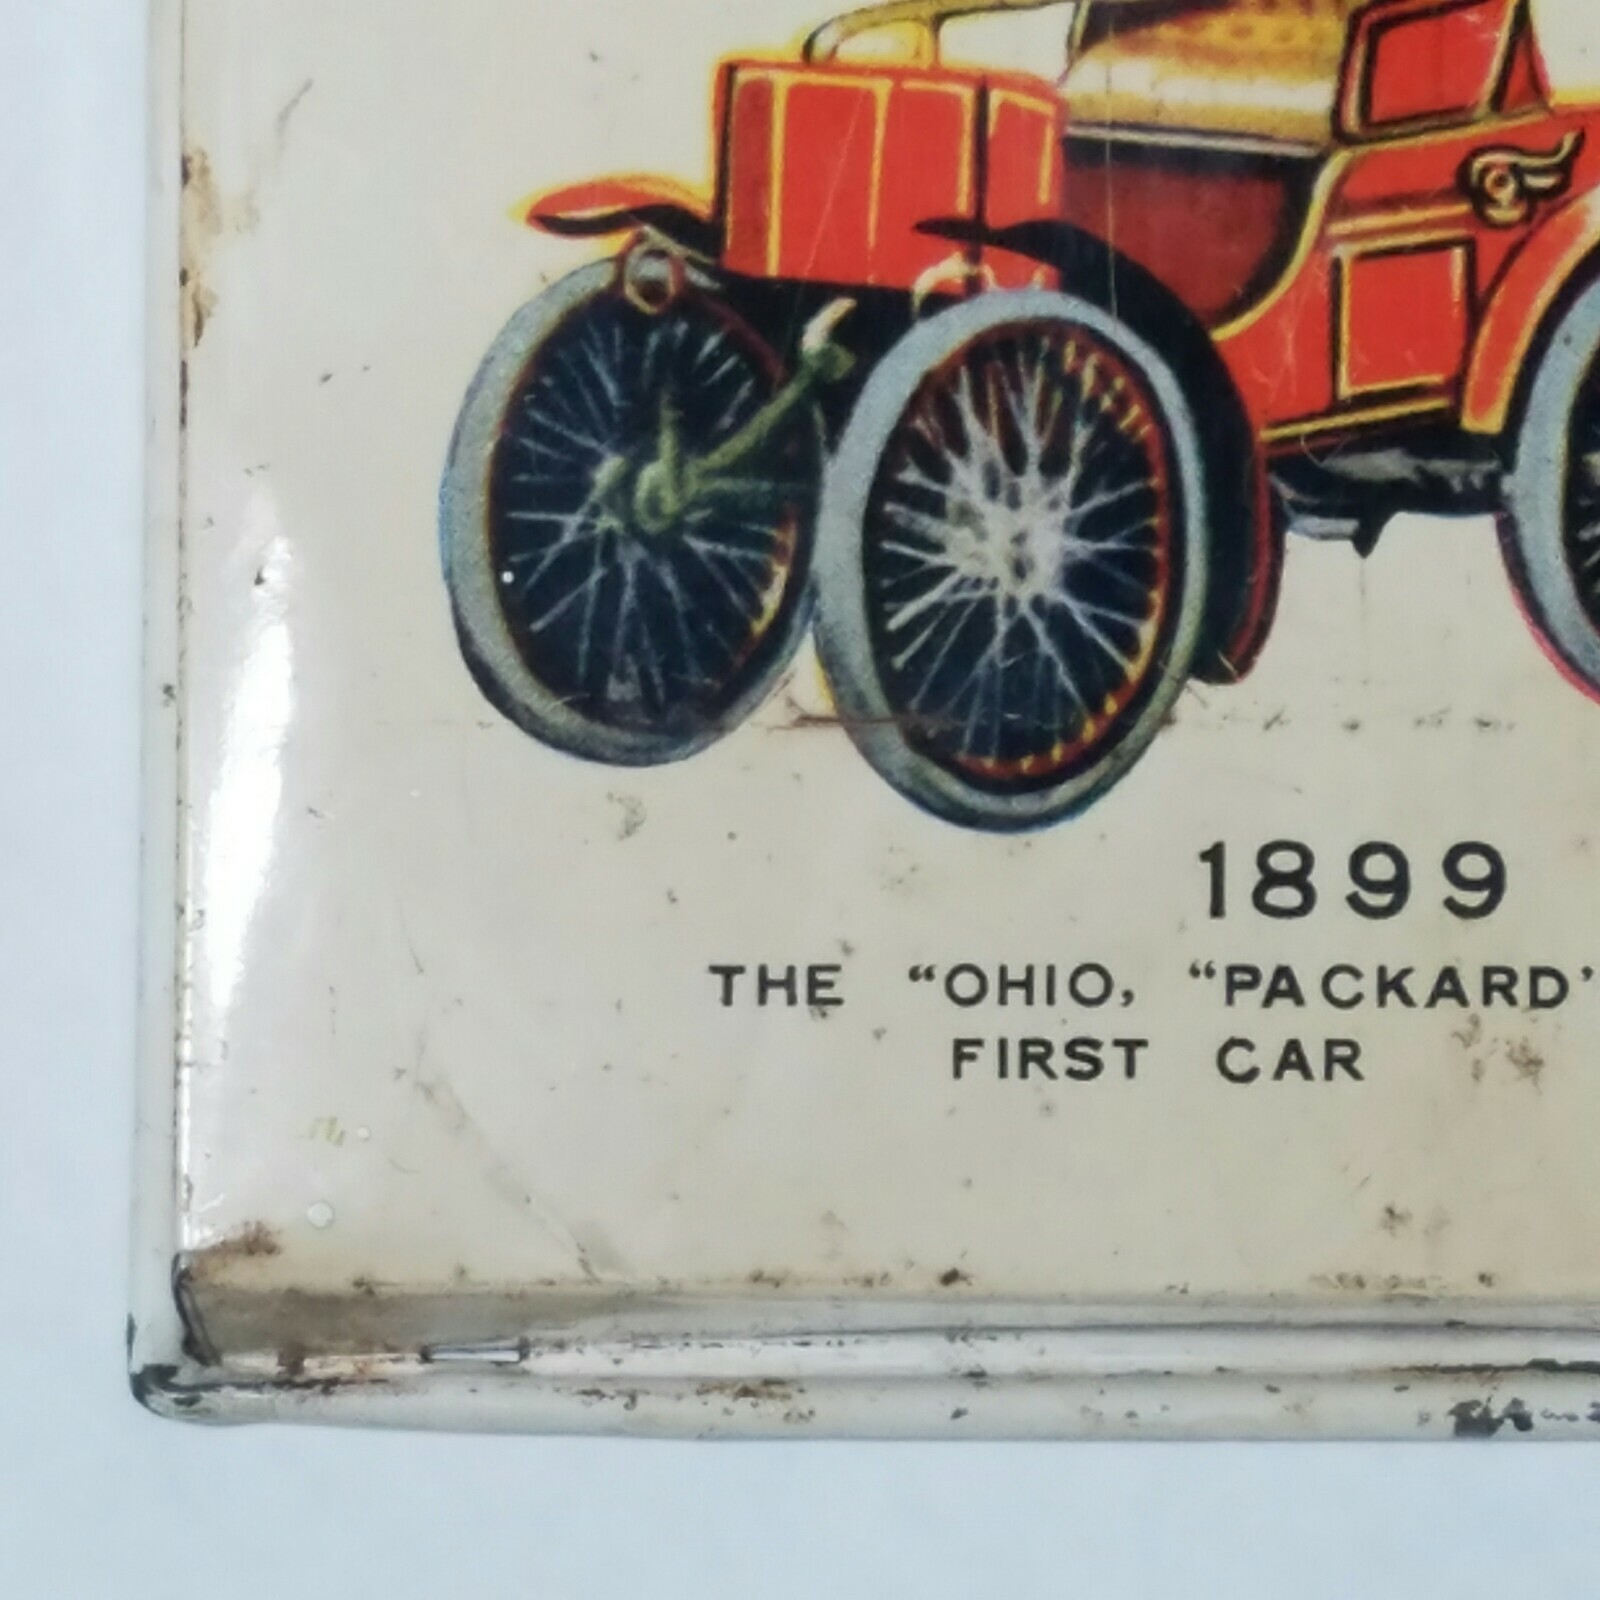 1899
THE “OHIO, “PACKARD’
FIRST CAR